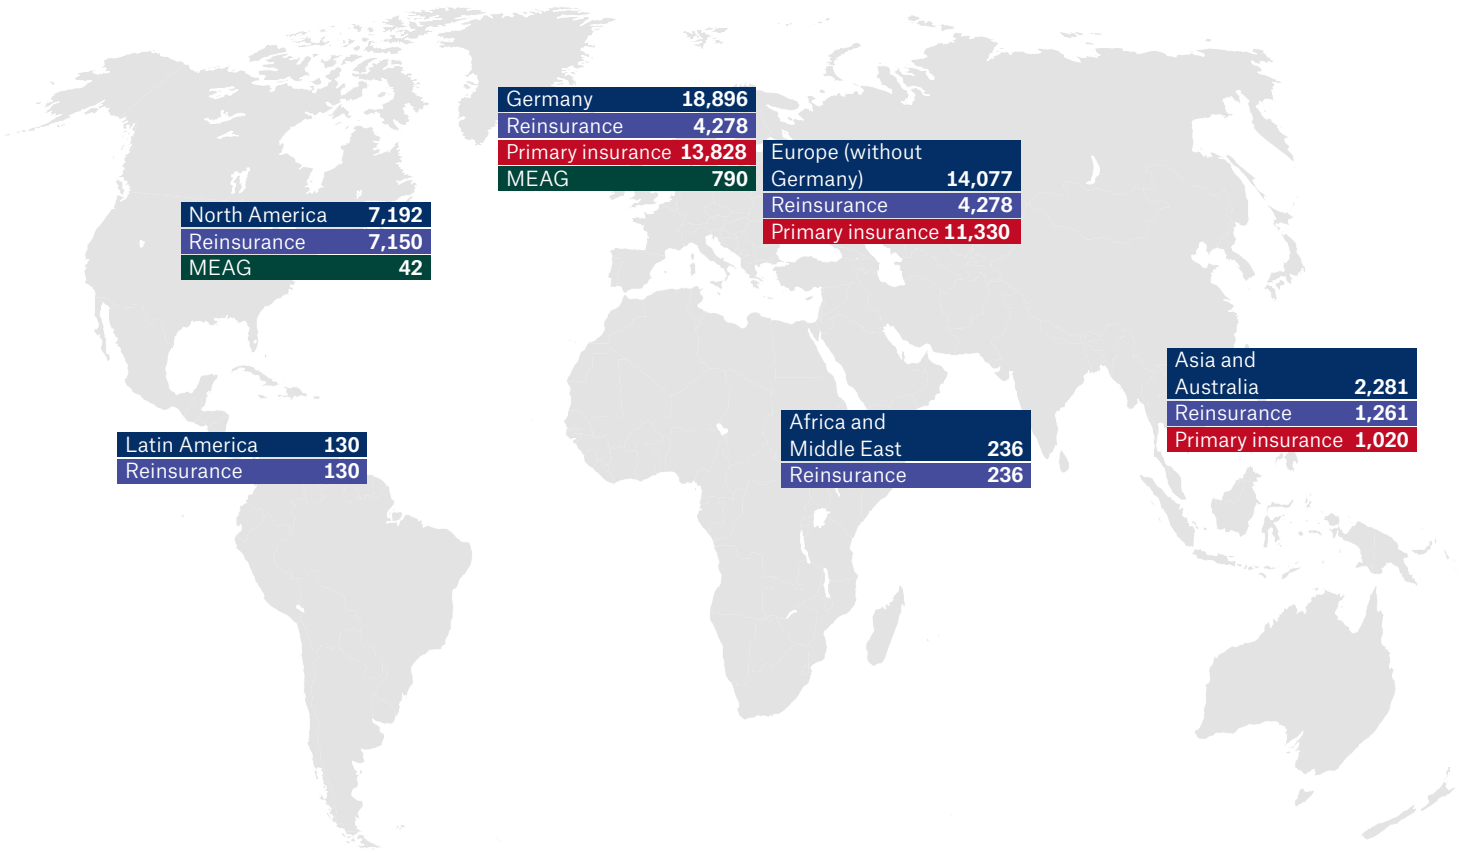 Germany 18,896
Reinsurance 4,278
Primary insurance 13,828
MEAG 790
Europe (without
Germany) 14,077
Reinsurance 4,278
Primary insurance 11,330
North America 7,192
Reinsurance 7,150
MEAG 42
Asia and
Australia 2,281
Reinsurance 1,261
Primary insurance 1,020
Africa and
Middle East 236
Reinsurance 236
Latin America 130
Reinsurance 130